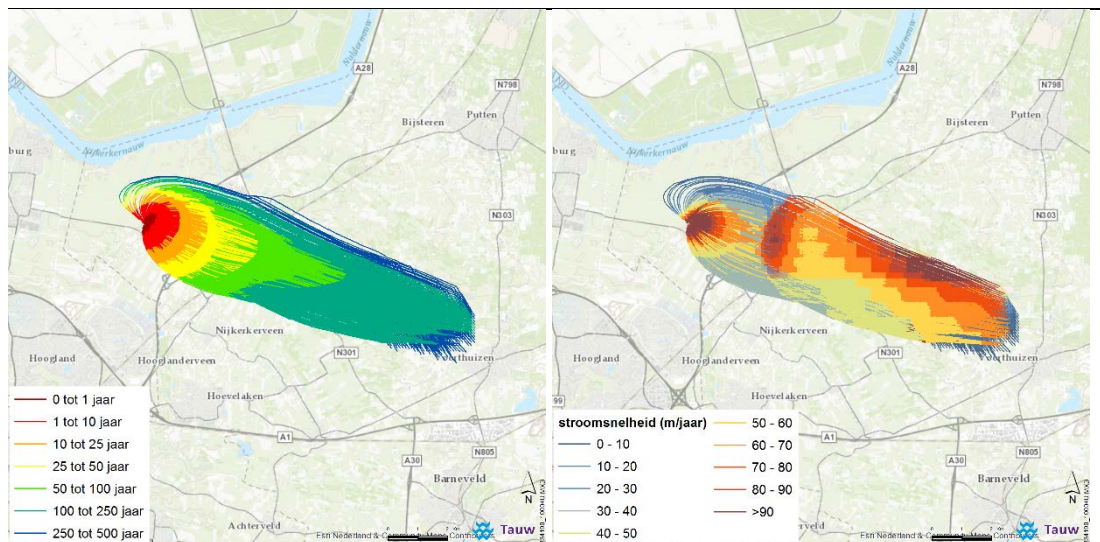 A28
N798
Putten
Bijsteren
Nijkerkernauw
burg
N303
Nijkerkerveen
Hoogland
Hooglanderveen
N301
Hoevelaken
A1
N805
A30
Barneveld
Achterveld
0 tot 1 jaar
1 tot 10 jaar
10 tot 25 jaar
25 tot 50 jaar
50 tot 100 jaar
100 tot 250 jaar
250 tot 500 jaar
N
Tauw
A28
N798
Putten
Bijsteren
Nijkerkernauw
burg
N303
Nijkerkerveen
Hoogland
Hooglanderveen
N301
Hoevelaken
99
A1
N805
A30
Barneveld
Achterveld
stroomsnelheid (m/jaar)
0 - 10
10 - 20
20 - 30
30 - 40
40 - 50
50 - 60
60 - 70
70 - 80
80 - 90
>90
N
Tauw